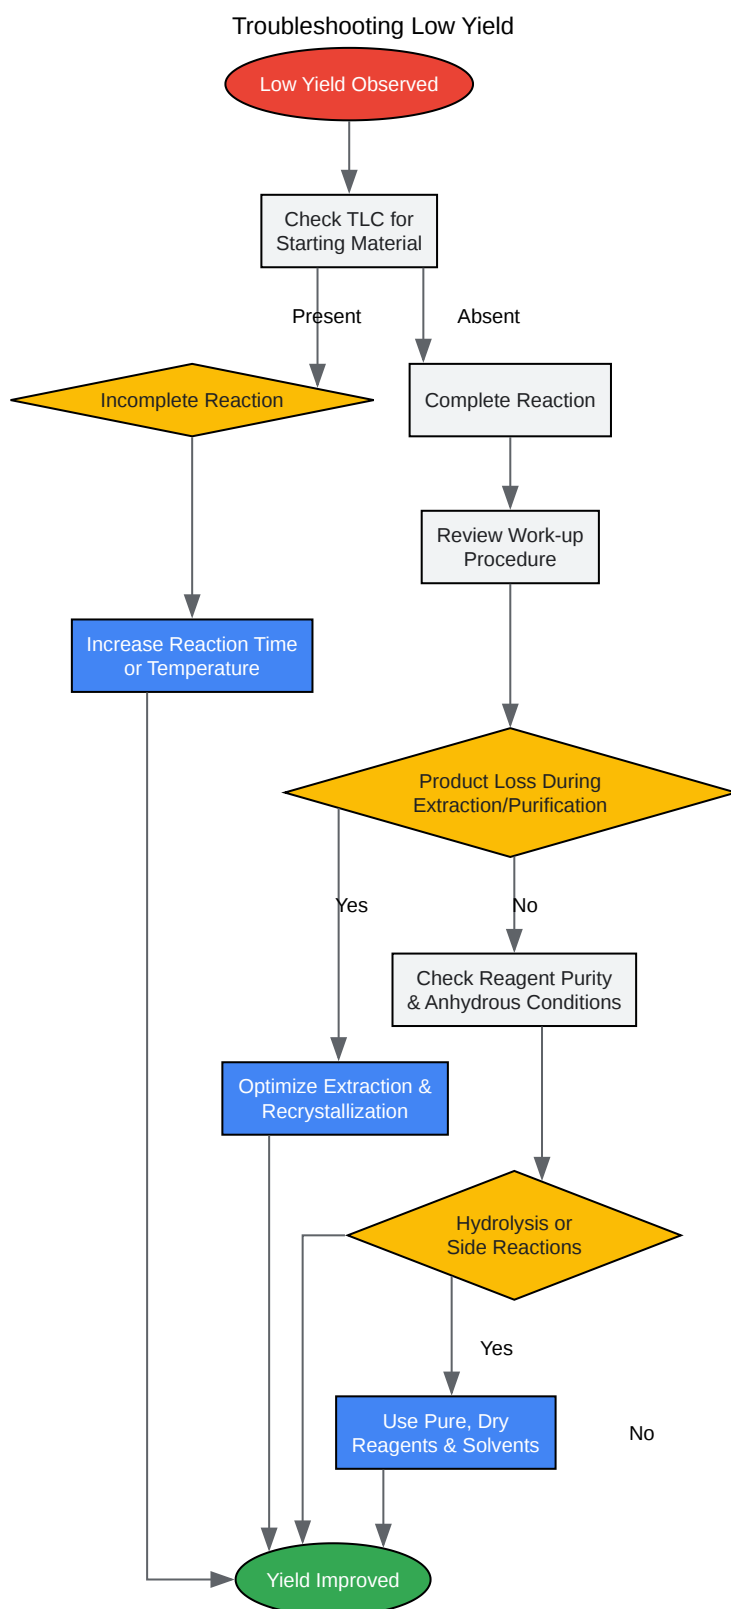 Troubleshooting Low Yield
Low Yield Observed
Check TLC for
Starting Material
Present
Absent
Incomplete Reaction
Complete Reaction
Review Work-up
Procedure
Increase Reaction Time
or Temperature
Product Loss During
Extraction/Purification
Yes
No
Check Reagent Purity
& Anhydrous Conditions
Optimize Extraction &
Recrystallization
Hydrolysis or
Side Reactions
Yes
Use Pure, Dry
Reagents & Solvents
No
Yield Improved